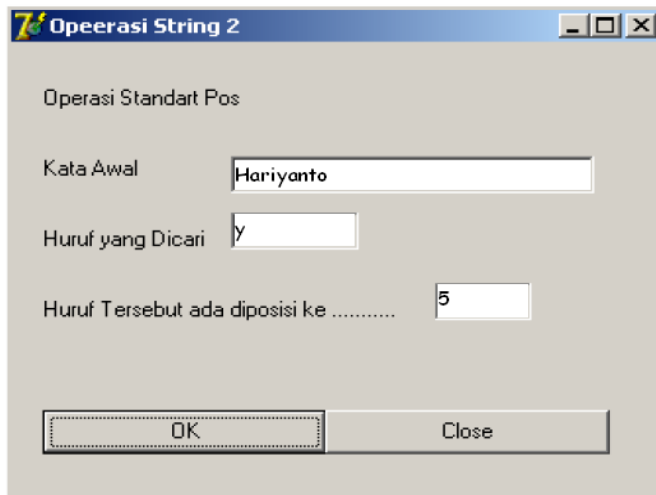 Opeerasi String 2
Operasi Standart Pos
Kata Awal Hariyanto
Huruf yang Dicari y
Huruf Tersebut ada diposisi ke ........... 5
OK Close